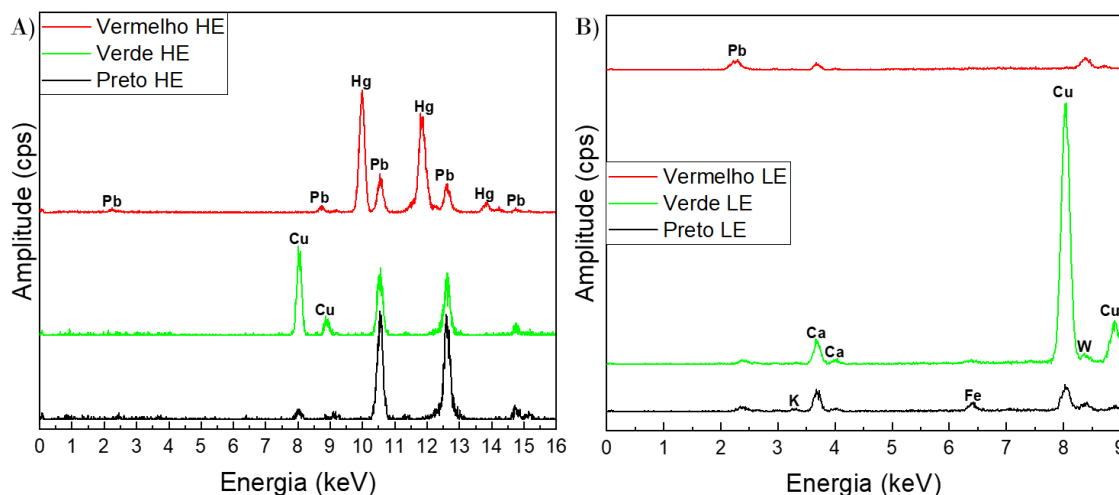 A)
Vermelho HE
Verde HE
Preto HE
Hg
Hg
Pb
Pb
Pb
Pb
Hg
Pb
Cu
Cu
Amplitude (cps)
0 1 2 3 4 5 6 7 8 9 10 11 12 13 14 15 16
Energia (keV)
B)
Pb
Cu
Vermelho LE
Verde LE
Preto LE
Ca
Ca
W
Cu
K
Fe
Amplitude (cps)
0 1 2 3 4 5 6 7 8 9
Energia (keV)